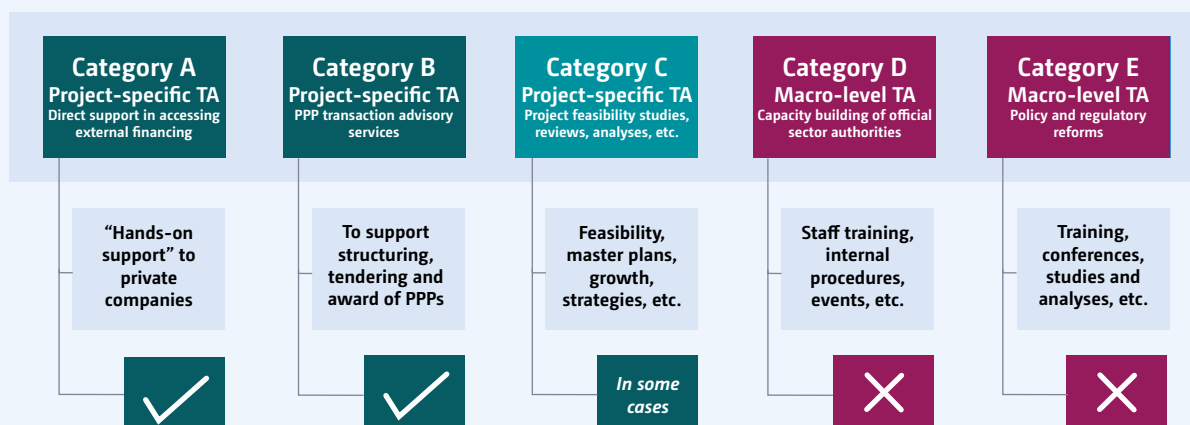 Category A
Project-specific TA
Direct support in accessing
external financing
Category B
Project-specific TA
PPP transaction advisory
services
Category C
Project-specific TA
Project feasibility studies,
reviews, analyses, etc.
Category D
Macro-level TA
Capacity building of official
sector authorities
Category E
Macro-level TA
Policy and regulatory
reforms
“Hands-on
support” to
private
companies
To support
structuring,
tendering and
award of PPPs
Feasibility,
master plans,
growth,
strategies, etc.
Staff training,
internal
procedures,
events, etc.
Training,
conferences,
studies and
analyses, etc.
In some
cases